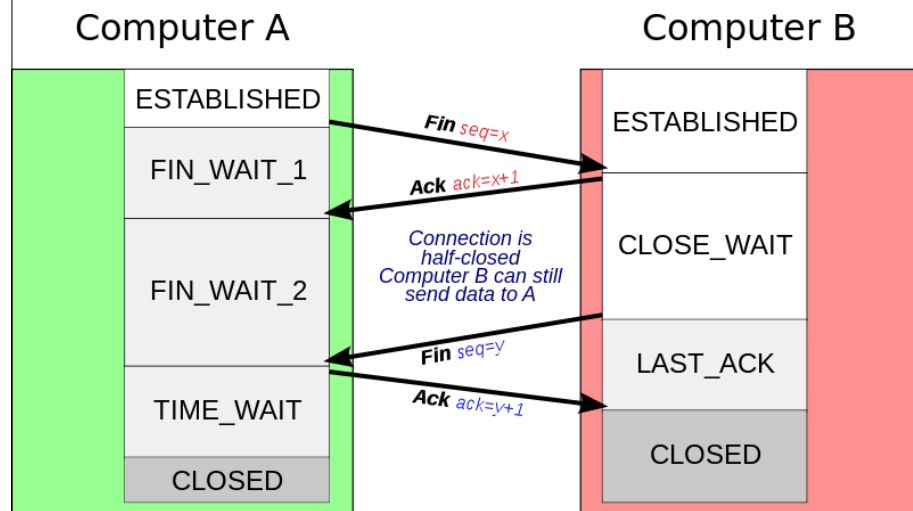 Computer A
Computer B
ESTABLISHED
FIN_WAIT_1
FIN_WAIT_2
TIME_WAIT
CLOSED
Fin seq=x
Ack ack=x+1
Connection is
half-closed
Computer B can still
send data to A
Fin seq=y
Ack ack=y+1
ESTABLISHED
CLOSE_WAIT
LAST_ACK
CLOSED